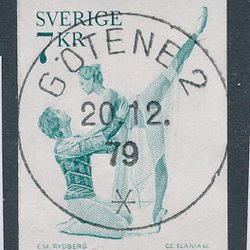 SVERIGE
7 KR
GÖTENE 2
20.12.
79
E.M. RYDBERG CZ. SLANIA SC.